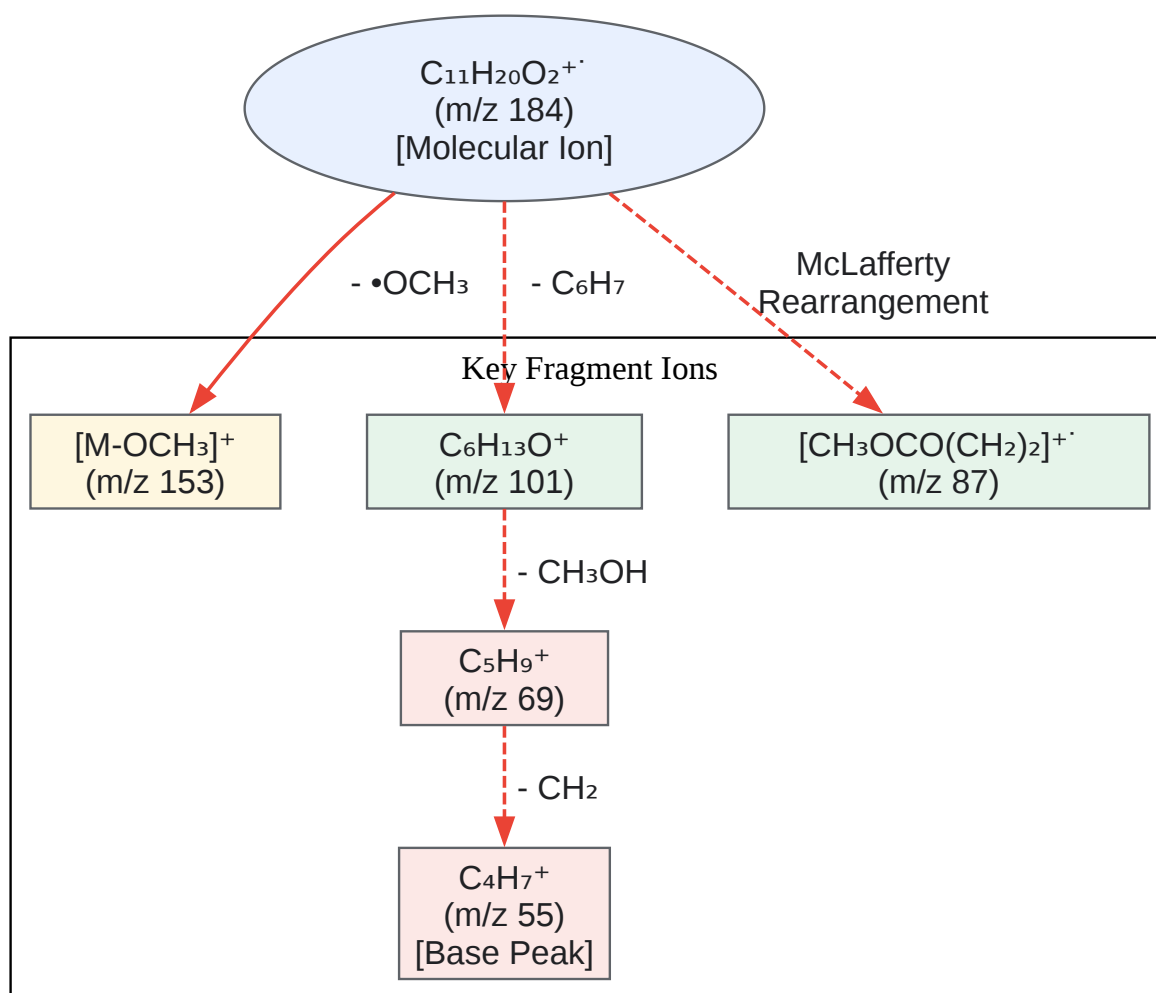 C₁₁H₂₀O₂⁺˙
(m/z 184)
[Molecular Ion]
- •OCH₃
- C₆H₇
McLafferty
Rearrangement
Key Fragment Ions
[M-OCH₃]⁺
(m/z 153)
C₆H₁₃O⁺
(m/z 101)
[CH₃OCO(CH₂)₂]⁺˙
(m/z 87)
- CH₃OH
C₅H₉⁺
(m/z 69)
- CH₂
C₄H₇⁺
(m/z 55)
[Base Peak]